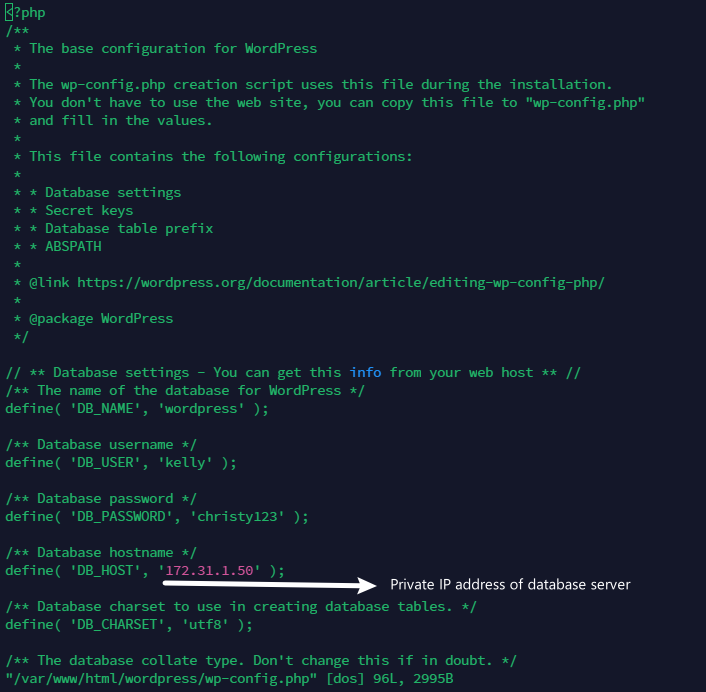 <?php
/**
 * The base configuration for WordPress
 *
 * The wp-config.php creation script uses this file during the installation.
 * You don't have to use the web site, you can copy this file to "wp-config.php"
 * and fill in the values.
 *
 * This file contains the following configurations:
 *
 * * Database settings
 * * Secret keys
 * * Database table prefix
 * * ABSPATH
 *
 * @link https://wordpress.org/documentation/article/editing-wp-config-php/
 *
 * @package WordPress
 */

// ** Database settings - You can get this info from your web host ** //
/** The name of the database for WordPress */
define( 'DB_NAME', 'wordpress' );

/** Database username */
define( 'DB_USER', 'kelly' );

/** Database password */
define( 'DB_PASSWORD', 'christy123' );

/** Database hostname */
define( 'DB_HOST', '172.31.1.50' );
Private IP address of database server

/** Database charset to use in creating database tables. */
define( 'DB_CHARSET', 'utf8' );

/** The database collate type. Don't change this if in doubt. */
"/var/www/html/wordpress/wp-config.php" [dos] 96L, 2995B